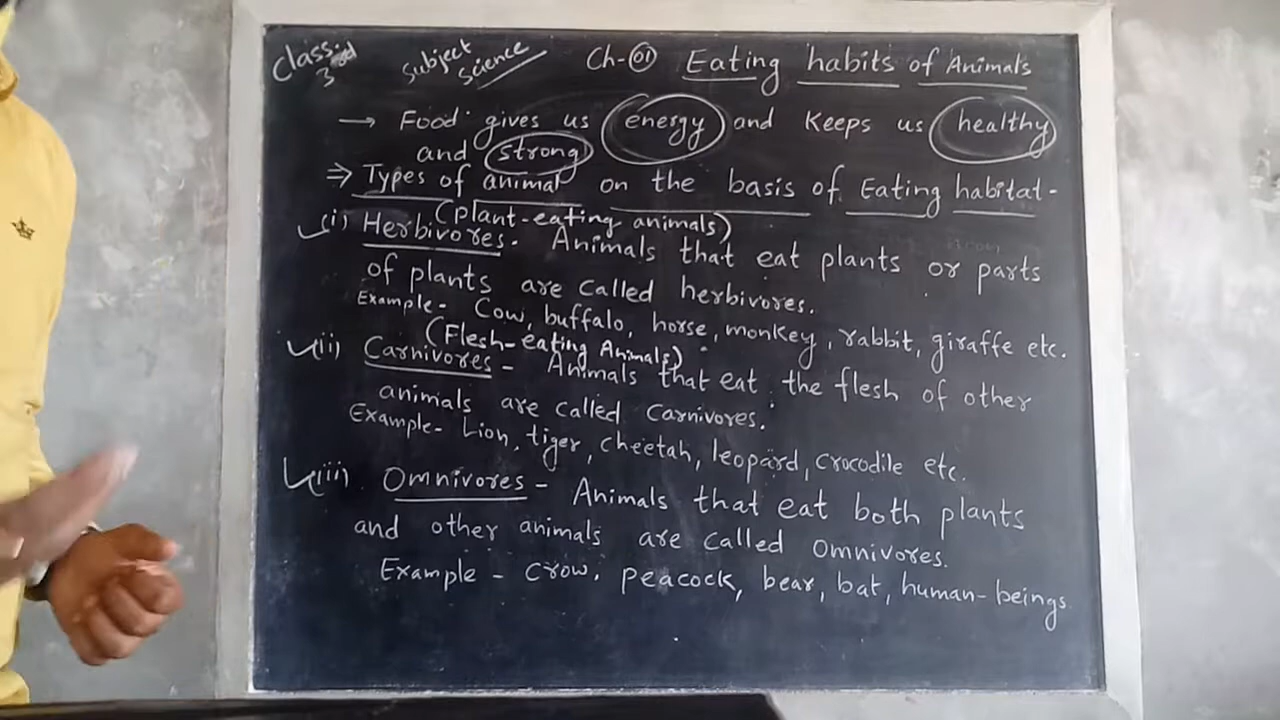 Class:- 3rd
Subject
Science
Ch-01 Eating habits of Animals
→ Food gives us energy and Keeps us healthy
and strong
⇒ Types of animal on the basis of Eating habitat-
(Plant-eating animals)
(i) Herbivores. Animals that eat plants or parts
of plants are called herbivores.
Example- Cow, buffalo, horse, monkey, rabbit, giraffe etc.
(Flesh-eating Animals)
(ii) Carnivores - Animals that eat the flesh of other
animals are called Carnivores.
Example- Lion, tiger, cheetah, leopard, crocodile etc.
(iii) Omnivores - Animals that eat both plants
and other animals are called Omnivores.
Example - Crow, peacock, bear, bat, human-beings